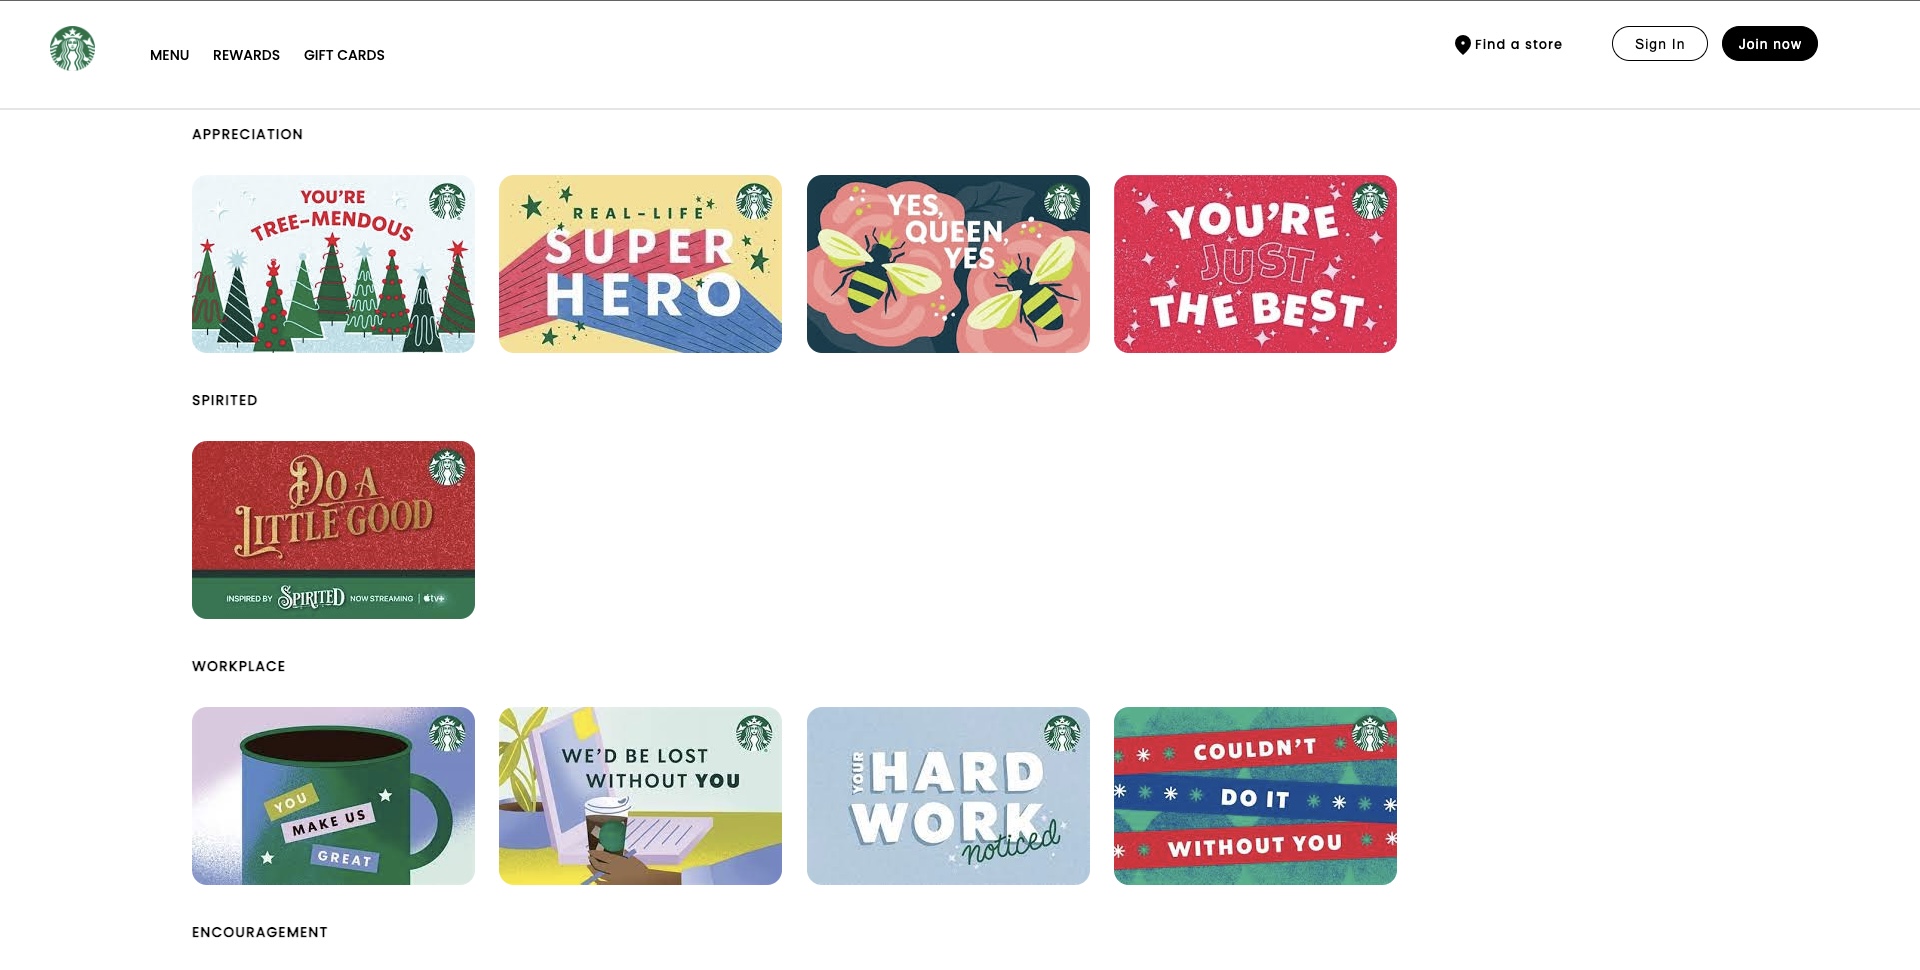 MENU REWARDS GIFT CARDS Find a store Sign In Join now
APPRECIATION
YOU'RE
TREE-MENDOUS
REAL-LIFE
SUPER
HERO
YES,
QUEEN,
YES
YOU'RE
JUST
THE BEST
SPIRITED
DO A
LITTLE GOOD
INSPIRED BY SPIRITED NOW STREAMING | tv+
WORKPLACE
YOU
MAKE US
GREAT
WE'D BE LOST
WITHOUT YOU
YOUR HARD
WORK
noticed
COULDN'T
DO IT
WITHOUT YOU
ENCOURAGEMENT